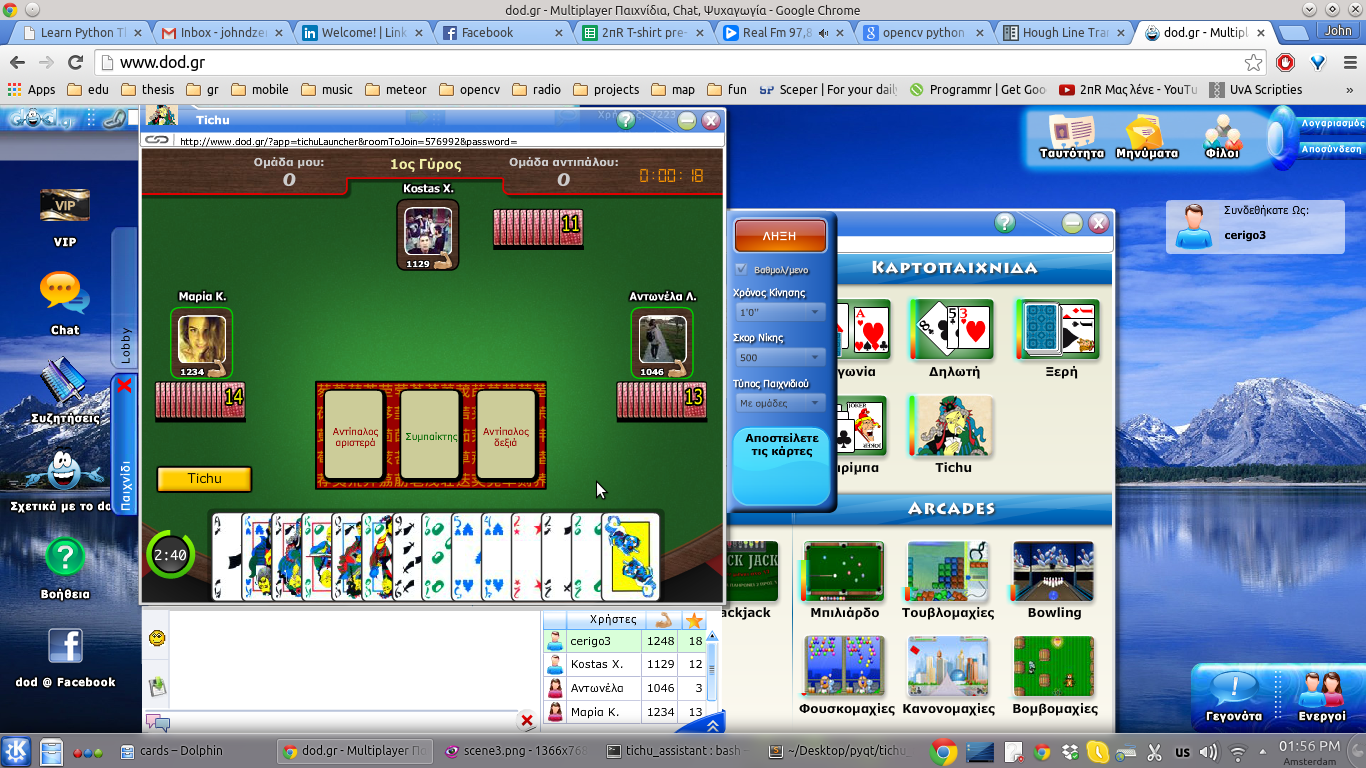 dod.gr - Multiplayer Παιχνίδια, Chat, Ψυχαγωγία - Google Chrome
Learn Python Th
Inbox - johndzer
Welcome! | Link
Facebook
2nR T-shirt pre-
Real Fm 97,8
opencv python
Hough Line Tran
dod.gr - Multipl
John
www.dod.gr
Apps
edu
thesis
gr
mobile
music
meteor
opencv
radio
projects
map
fun
Sceper | For your daily
Programmr | Get Goo
2nR Μας λένε - YouTu
UvA Scripties
»
dod.gr
Tichu
http://www.dod.gr/?app=tichuLauncher&roomToJoin=576992&password=
Ομάδα μου:
0
1ος Γύρος
Ομάδα αντιπάλου:
0
0:00:18
Kostas X.
1129
11
Μαρία Κ.
1234
14
Αντωνέλα Λ.
1046
13
Αντίπαλος
αριστερά
Συμπαίκτης
Αντίπαλος
δεξιά
Tichu
2:40
VIP
VIP
Chat
Συζητήσεις
Σχετικά με το do
Βοήθεια
dod @ Facebook
Lobby
Παιχνίδι
Ταυτότητα
Μηνύματα
Φίλοι
Λογαριασμός
Αποσύνδεση
Συνδεθήκατε Ως:
cerigo3
ΛΗΞΗ
Βαθμολ/μενο
Χρόνος Κίνησης
1'0"
Σκορ Νίκης
500
Τύπος Παιχνιδιού
Με ομάδες
Αποστείλετε
τις κάρτες
ΚΑΡΤΟΠΑΙΧΝΙΔΑ
γωνία
Δηλωτή
Ξερή
ιρίμπα
Tichu
ARCADES
ackjack
Μπιλιάρδο
Τουβλομαχίες
Bowling
Φουσκομαχίες
Κανονομαχίες
Βομβομαχίες
Χρήστες
cerigo3 1248 18
Kostas X. 1129 12
Αντωνέλα 1046 3
Μαρία Κ. 1234 13
Γεγονότα
Ενεργοί
cards – Dolphin
dod.gr - Multiplayer Π
scene3.png - 1366x768
tichu_assistant : bash –
~/Desktop/pyqt/tichu_
us
01:56 PM
Amsterdam